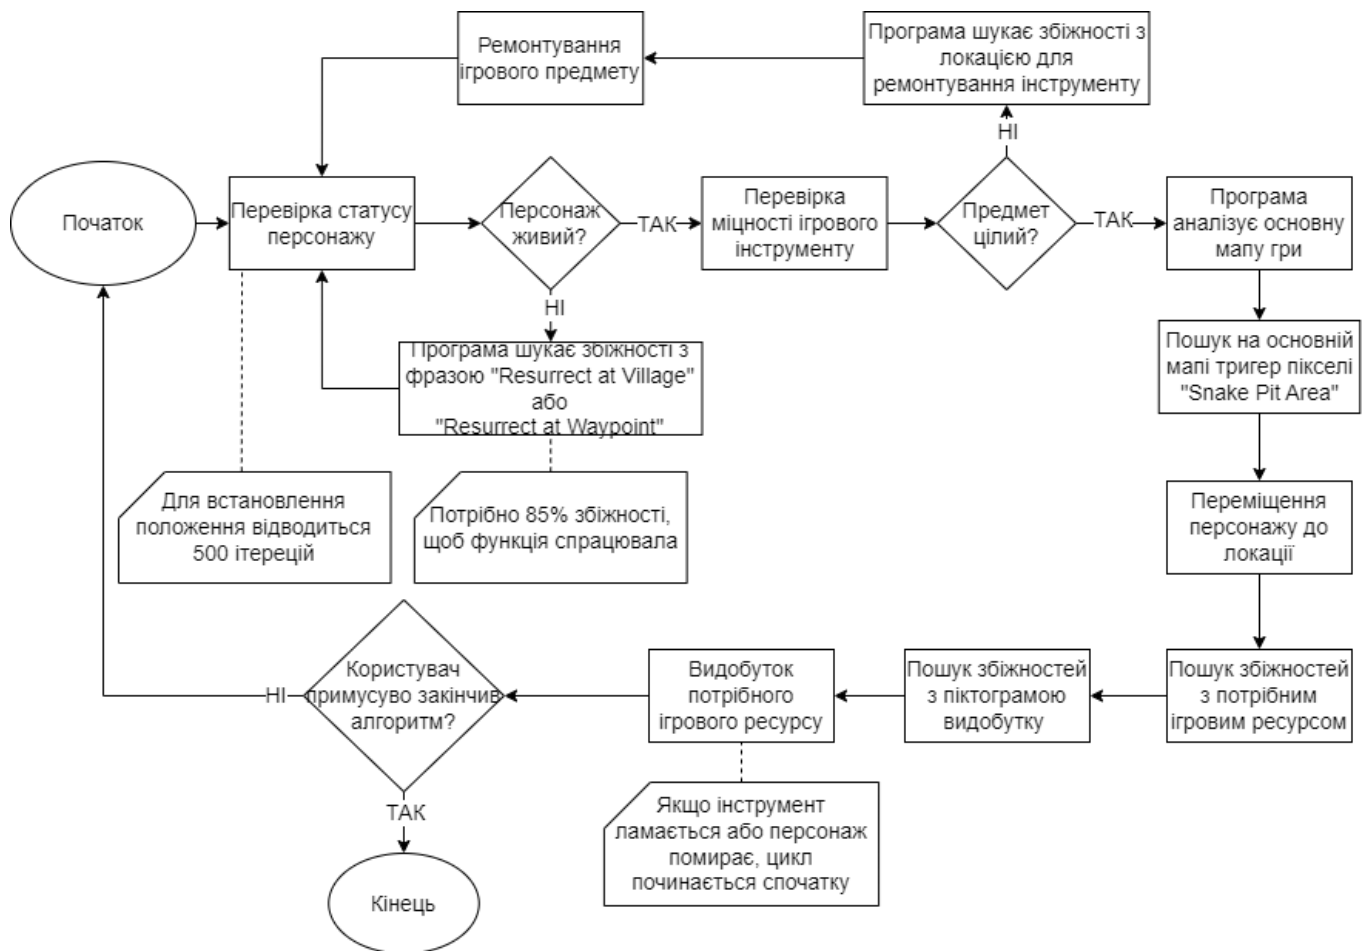 Ремонтування
ігрового предмету
Програма шукає збіжності з
локацією для
ремонтування інструменту
НІ
Початок
Перевірка статусу
персонажу
Персонаж
живий?
ТАК
Перевірка
міцності ігрового
інструменту
Предмет
цілий?
ТАК
Програма
аналізує основну
мапу гри
НІ
Програма шукає збіжності з
фразою "Resurrect at Village"
або
"Resurrect at Waypoint"
Пошук на основній
мапі тригер пікселі
"Snake Pit Area"
Для встановлення
положення відводиться
500 ітерецій
Потрібно 85% збіжності,
щоб функція спрацювала
Переміщення
персонажу до
локації
Користувач
примусуво закінчив
алгоритм?
НІ
Видобуток
потрібного
ігрового ресурсу
Пошук збіжностей
з піктограмою
видобутку
Пошук збіжностей
з потрібним
ігровим ресурсом
ТАК
Якщо інструмент
ламається або персонаж
помирає, цикл
починається спочатку
Кінець